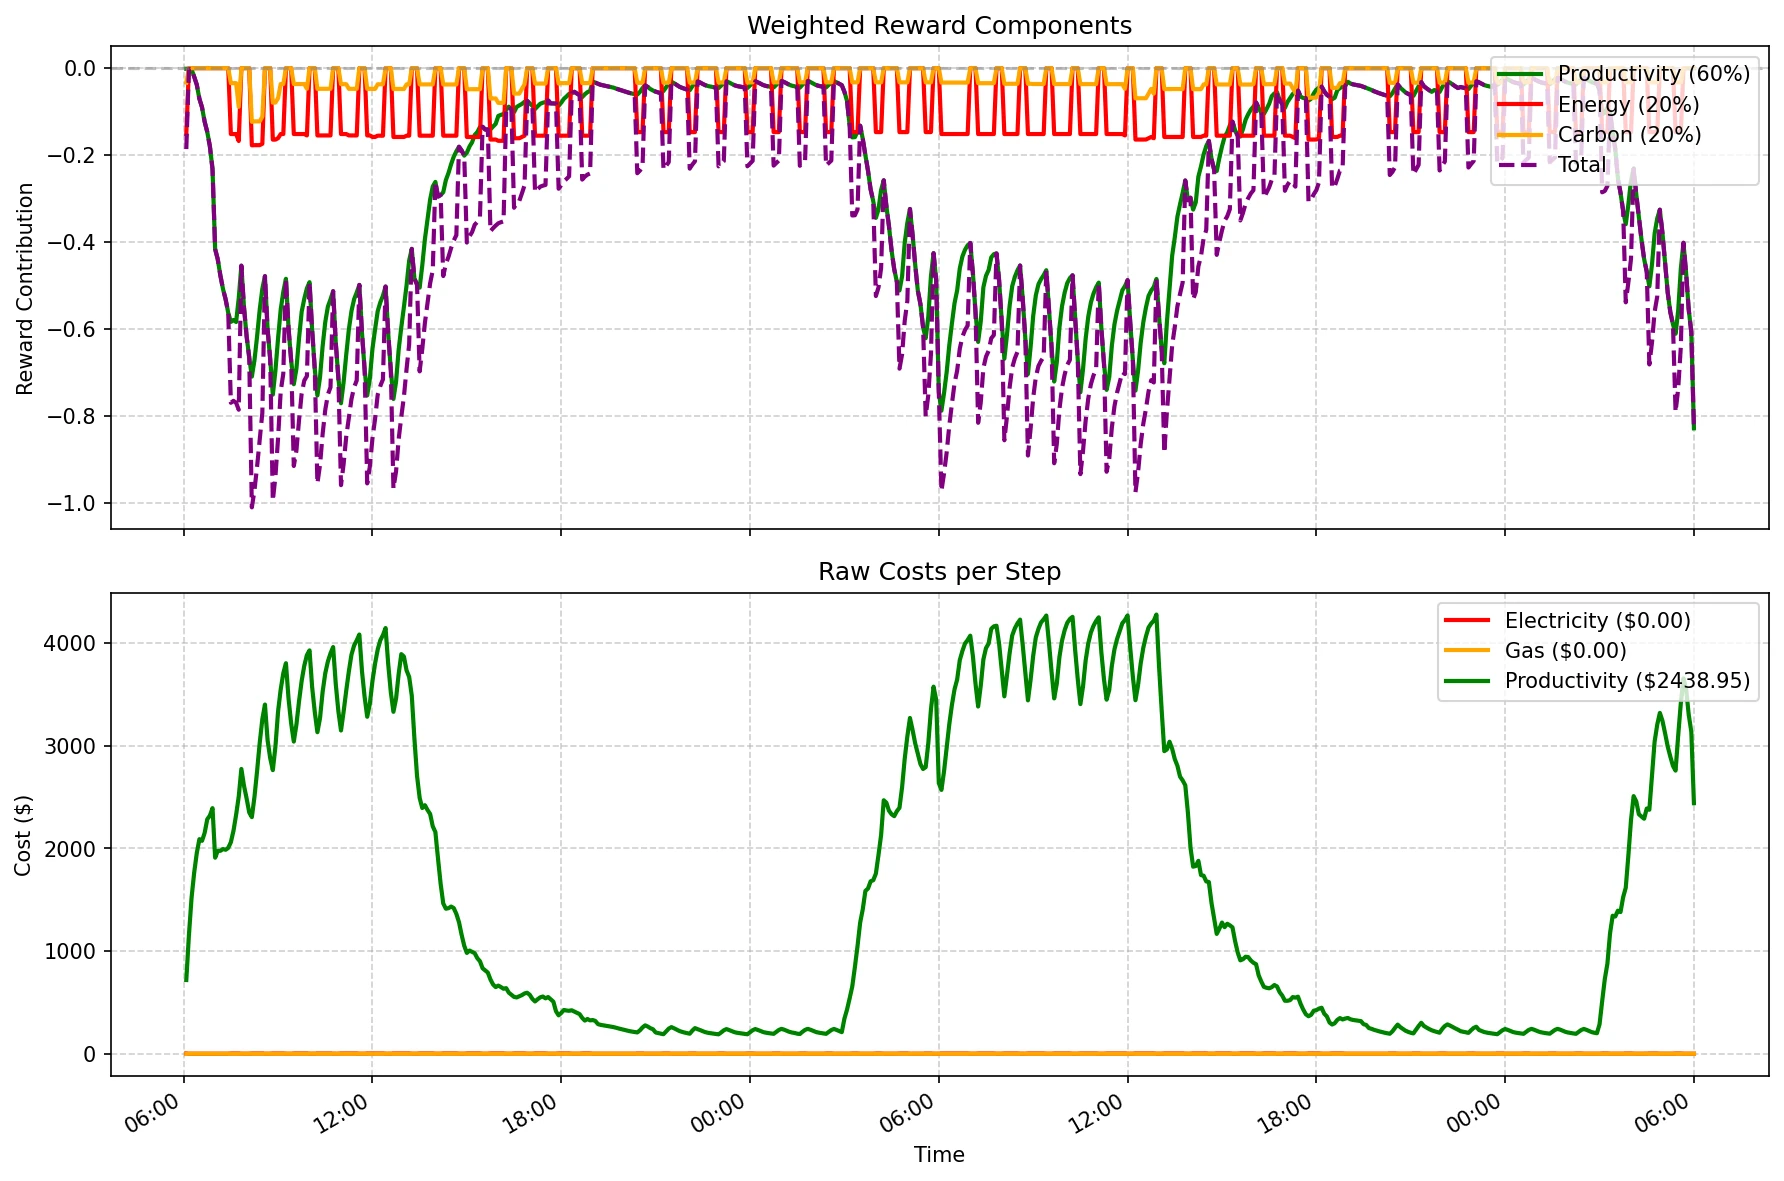 Weighted Reward Components
Reward Contribution
0.0
−0.2
−0.4
−0.6
−0.8
−1.0
Productivity (60%)
Energy (20%)
Carbon (20%)
Total
Raw Costs per Step
Cost ($)
4000
3000
2000
1000
0
Electricity ($0.00)
Gas ($0.00)
Productivity ($2438.95)
06:00
12:00
18:00
00:00
06:00
12:00
18:00
00:00
06:00
Time